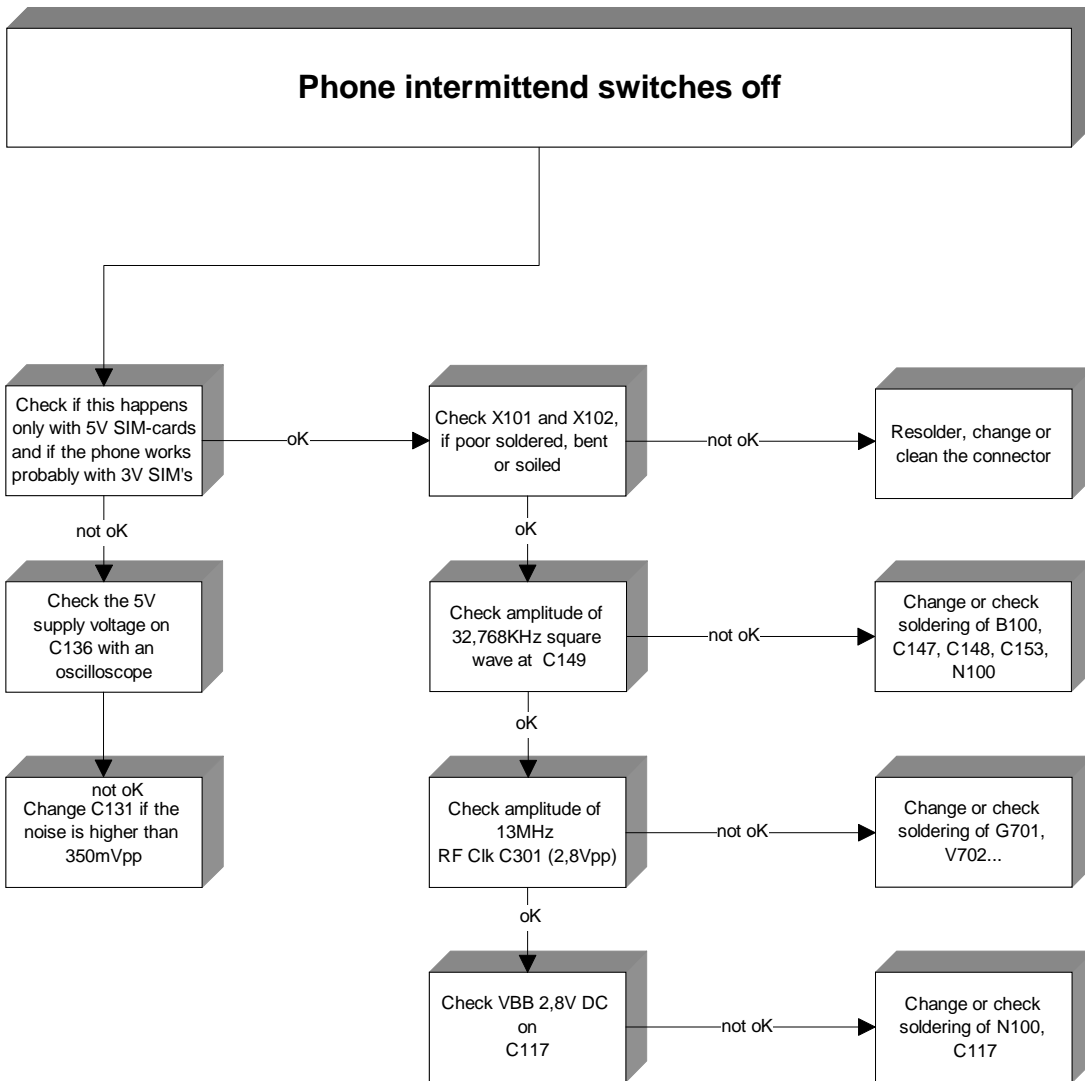 Phone intermittend switches off
Check if this happens
only with 5V SIM-cards
and if the phone works
probably with 3V SIM's
oK
Check X101 and X102,
if poor soldered, bent
or soiled
not oK
Resolder, change or
clean the connector
not oK
oK
Check the 5V
supply voltage on
C136 with an
oscilloscope
Check amplitude of
32,768KHz square
wave at C149
not oK
Change or check
soldering of B100,
C147, C148, C153,
N100
oK
not oK
Change C131 if the
noise is higher than
350mVpp
Check amplitude of
13MHz
RF Clk C301 (2,8Vpp)
not oK
Change or check
soldering of G701,
V702...
oK
Check VBB 2,8V DC
on
C117
not oK
Change or check
soldering of N100,
C117